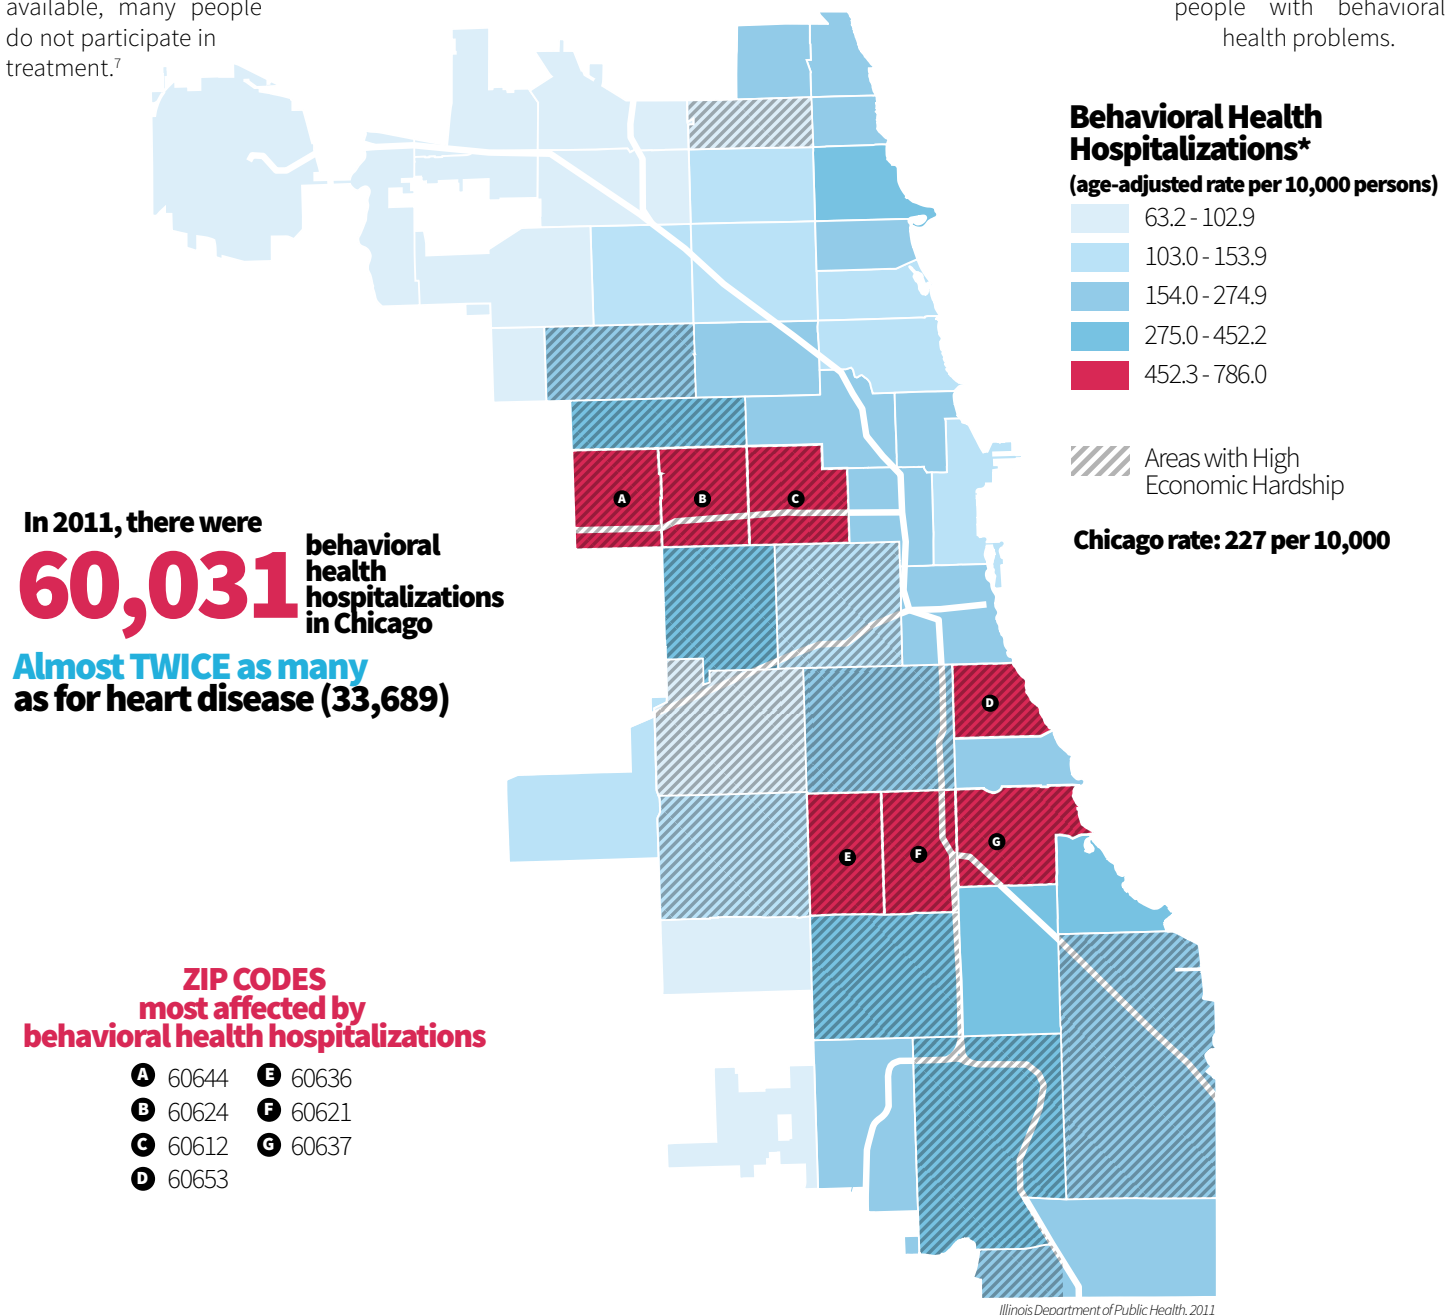 available, many people
do not participate in
treatment.7
people with behavioral
health problems.
Behavioral Health
Hospitalizations*
(age-adjusted rate per 10,000 persons)
63.2 - 102.9
103.0 - 153.9
154.0 - 274.9
275.0 - 452.2
452.3 - 786.0
Areas with High
Economic Hardship
Chicago rate: 227 per 10,000
A
B
C
D
E
F
G
In 2011, there were
60,031
behavioral
health
hospitalizations
in Chicago
Almost TWICE as many
as for heart disease (33,689)
ZIP CODES
most affected by
behavioral health hospitalizations
A 60644 E 60636
B 60624 F 60621
C 60612 G 60637
D 60653
Illinois Department of Public Health, 2011